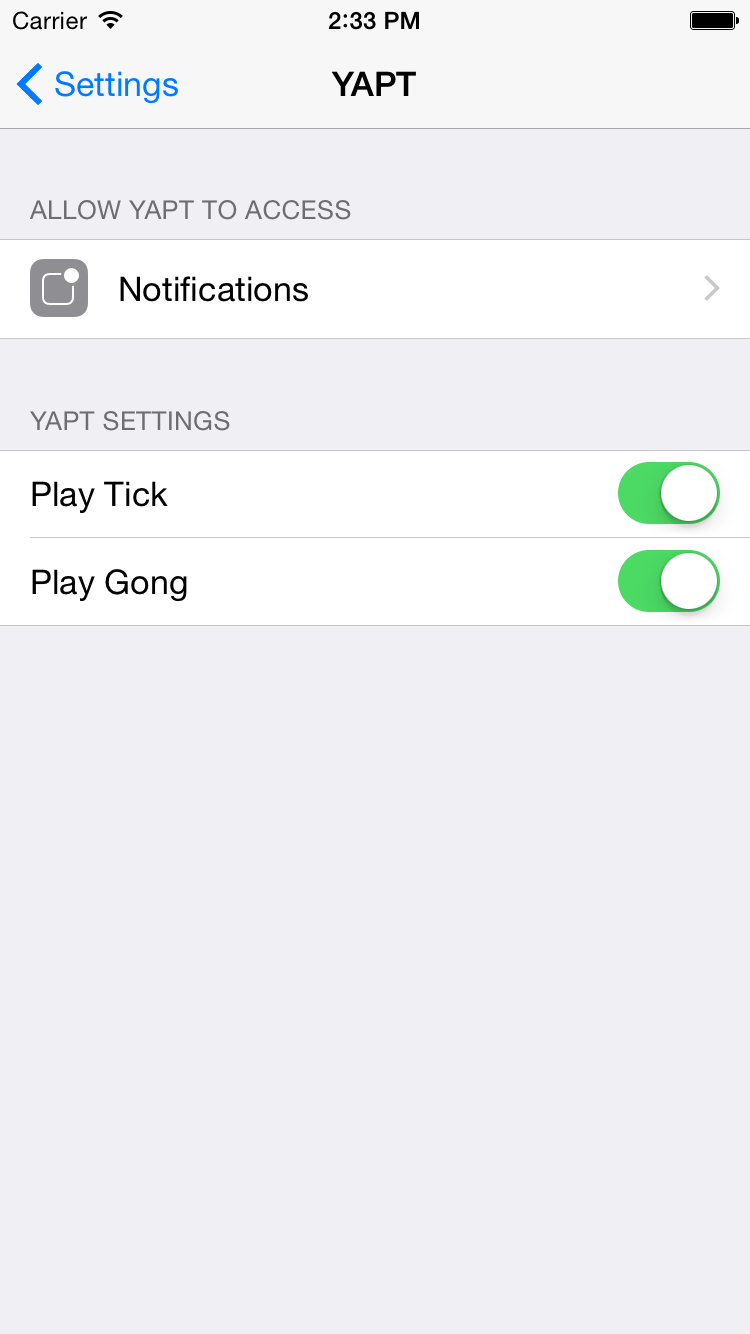 Carrier 2:33 PM
Settings YAPT
ALLOW YAPT TO ACCESS
Notifications
YAPT SETTINGS
Play Tick
Play Gong